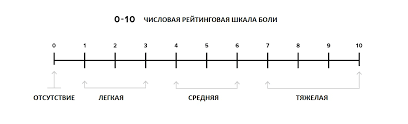 0-10 ЧИСЛОВАЯ РЕЙТИНГОВАЯ ШКАЛА БОЛИ
0 1 2 3 4 5 6 7 8 9 10
ОТСУТСТВИЕ ЛЕГКАЯ СРЕДНЯЯ ТЯЖЕЛАЯ